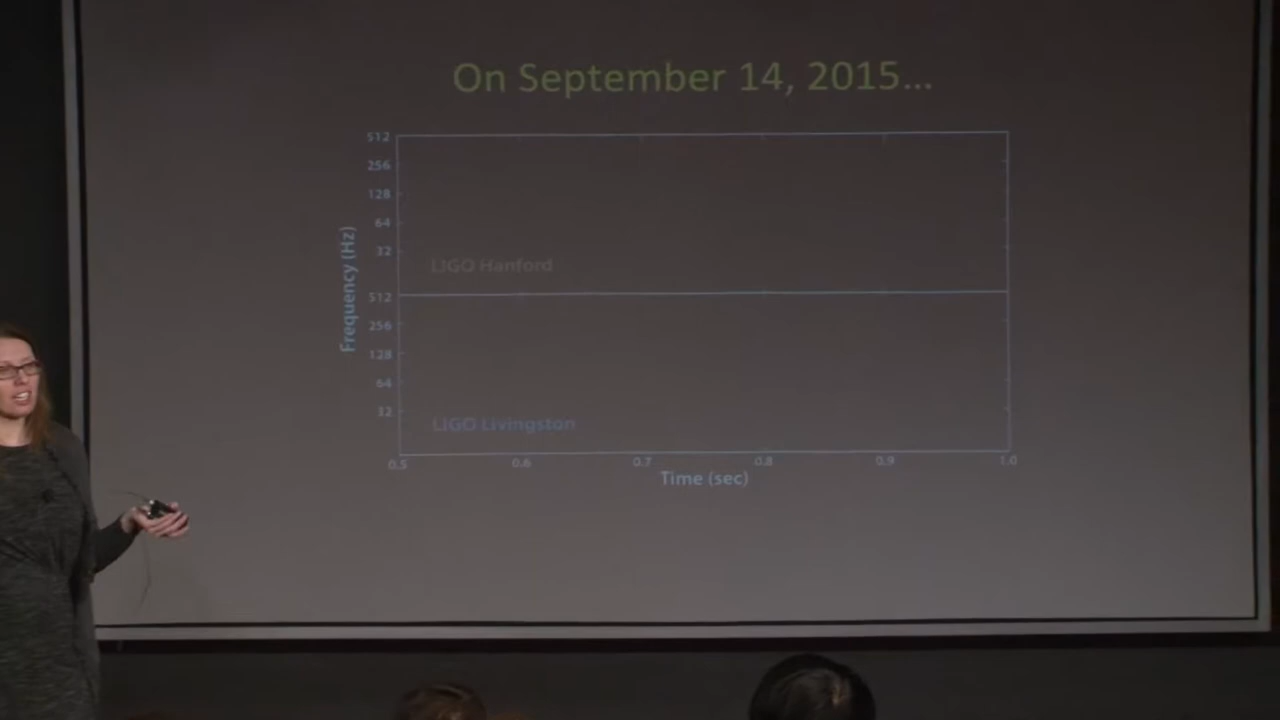 On September 14, 2015...
512
256
128
64
32
LIGO Hanford
Frequency (Hz)
512
256
128
64
32
LIGO Livingston
0.5 0.6 0.7 0.8 0.9 1.0
Time (sec)